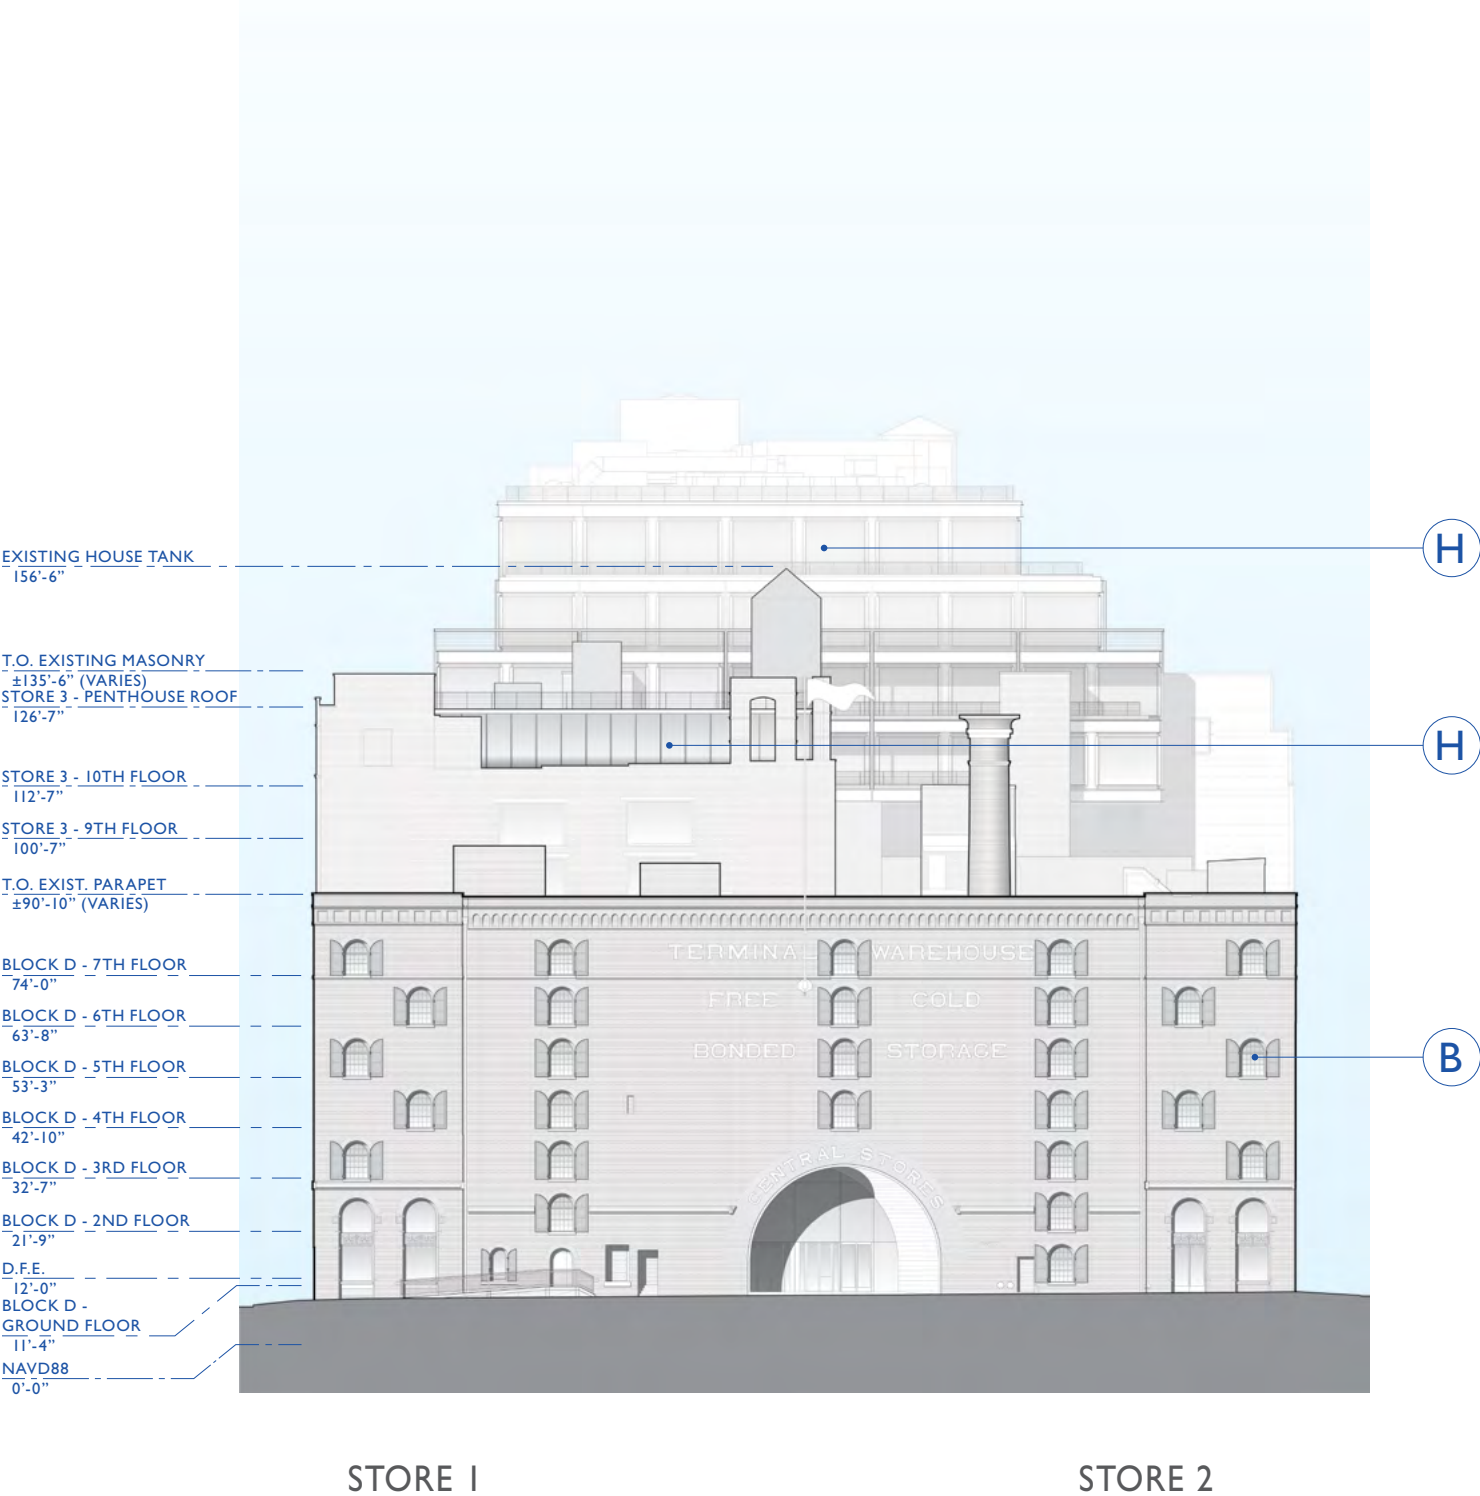 EXISTING HOUSE TANK
156'-6”
H
T.O. EXISTING MASONRY
±135'-6” (VARIES)
STORE 3 - PENTHOUSE ROOF
126'-7”
H
STORE 3 - 10TH FLOOR
112'-7”
STORE 3 - 9TH FLOOR
100'-7”
T.O. EXIST. PARAPET
±90'-10” (VARIES)
TERMINAL WAREHOUSE
BLOCK D - 7TH FLOOR
74'-0”
FREE COLD
BLOCK D - 6TH FLOOR
63'-8”
BONDED STORAGE
B
BLOCK D - 5TH FLOOR
53'-3”
BLOCK D - 4TH FLOOR
42'-10”
CENTRAL STORES
BLOCK D - 3RD FLOOR
32'-7”
BLOCK D - 2ND FLOOR
21'-9”
D.F.E.
12'-0”
BLOCK D -
GROUND FLOOR
11'-4”
NAVD88
0'-0”
STORE 1 STORE 2